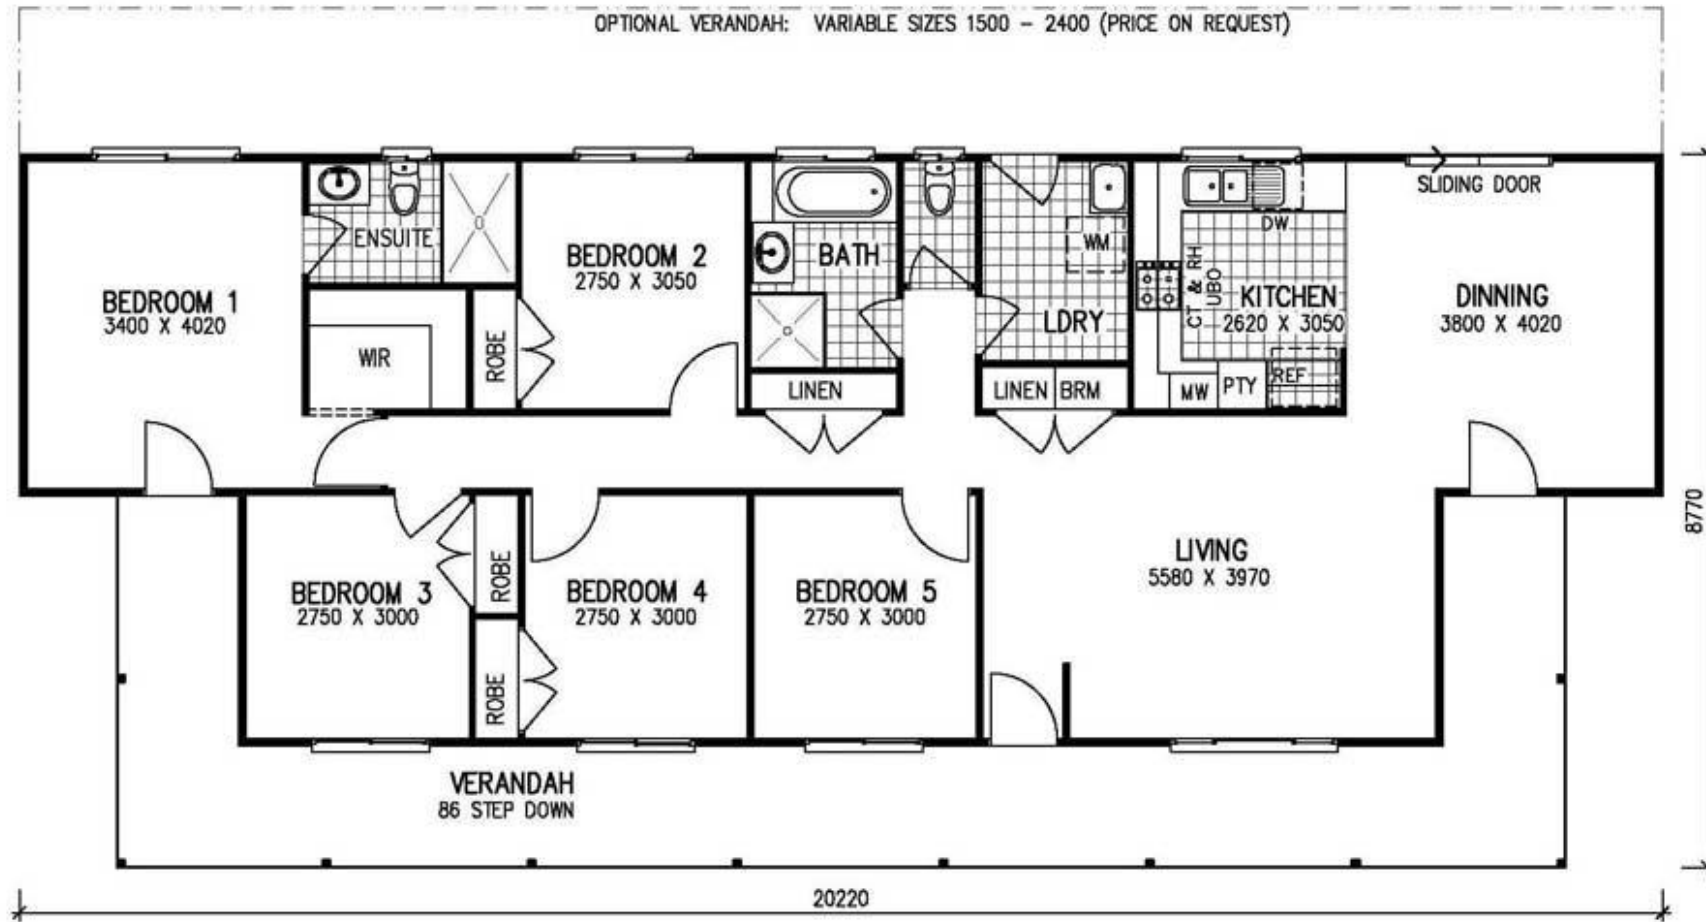 OPTIONAL VERANDAH: VARIABLE SIZES 1500 - 2400 (PRICE ON REQUEST)
SLIDING DOOR
ENSUITE
BEDROOM 1
3400 X 4020
WIR
ROBE
BEDROOM 2
2750 X 3050
BATH
LINEN
WM
LDRY
LINEN
BRM
DW
CT & RH
UBO
KITCHEN
2620 X 3050
MW
PTY
REF
DINNING
3800 X 4020
BEDROOM 3
2750 X 3000
ROBE
ROBE
BEDROOM 4
2750 X 3000
BEDROOM 5
2750 X 3000
LIVING
5580 X 3970
8770
VERANDAH
86 STEP DOWN
20220